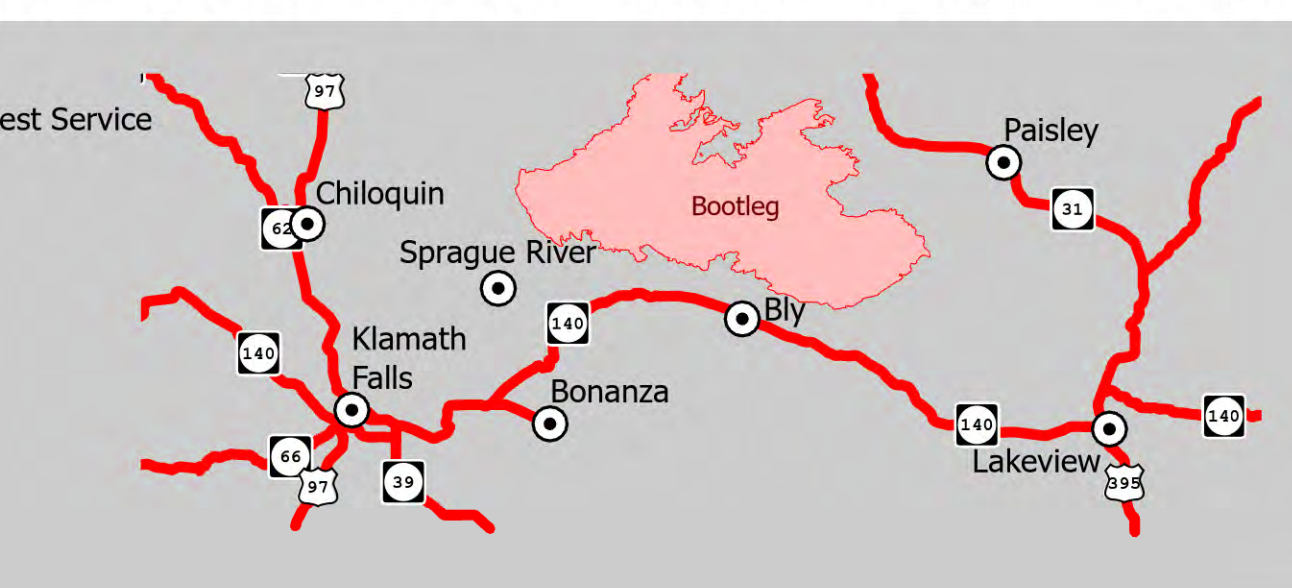 97
est Service
Paisley
Chiloquin
Bootleg
31
62
Sprague River
Bly
140
Klamath
Falls
140
Bonanza
140
140
66
Lakeview
97
39
395